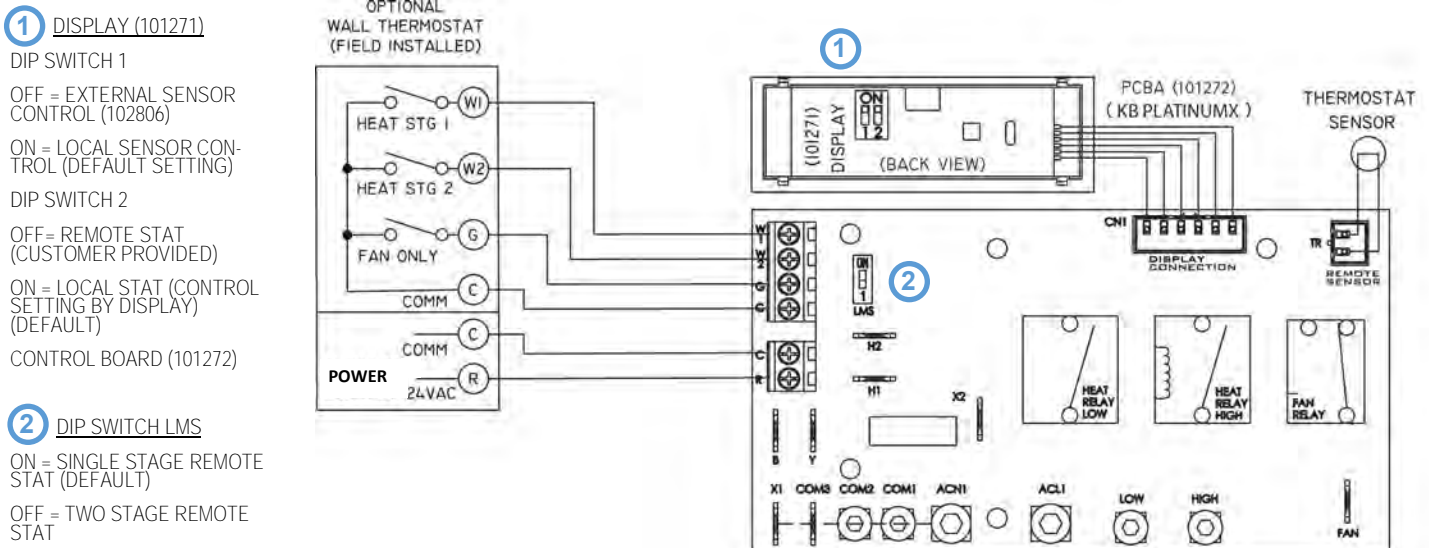 1 DISPLAY (101271)
DIP SWITCH 1
OFF = EXTERNAL SENSOR
CONTROL (102806)
ON = LOCAL SENSOR CON-
TROL (DEFAULT SETTING)
DIP SWITCH 2
OFF= REMOTE STAT
(CUSTOMER PROVIDED)
ON = LOCAL STAT (CONTROL
SETTING BY DISPLAY)
(DEFAULT)
CONTROL BOARD (101272)
2 DIP SWITCH LMS
ON = SINGLE STAGE REMOTE
STAT (DEFAULT)
OFF = TWO STAGE REMOTE
STAT
OPTIONAL
WALL THERMOSTAT
(FIELD INSTALLED)
W1
HEAT STG 1
W2
HEAT STG 2
G
FAN ONLY
C
COMM
C
COMM
POWER
R
24VAC
1
(101271)
DISPLAY
ON
1 2
(BACK VIEW)
PCBA (101272)
( KB PLATINUMX )
THERMOSTAT
SENSOR
W1
W2
G
C
C
R
ON
1
LMS
2
CN1
DISPLAY
CONNECTION
TR
REMOTE
SENSOR
H2
H1
X2
HEAT
RELAY
LOW
HEAT
RELAY
HIGH
FAN
RELAY
B
Y
X1
COM3
COM2
COM1
ACN1
ACL1
LOW
HIGH
FAN